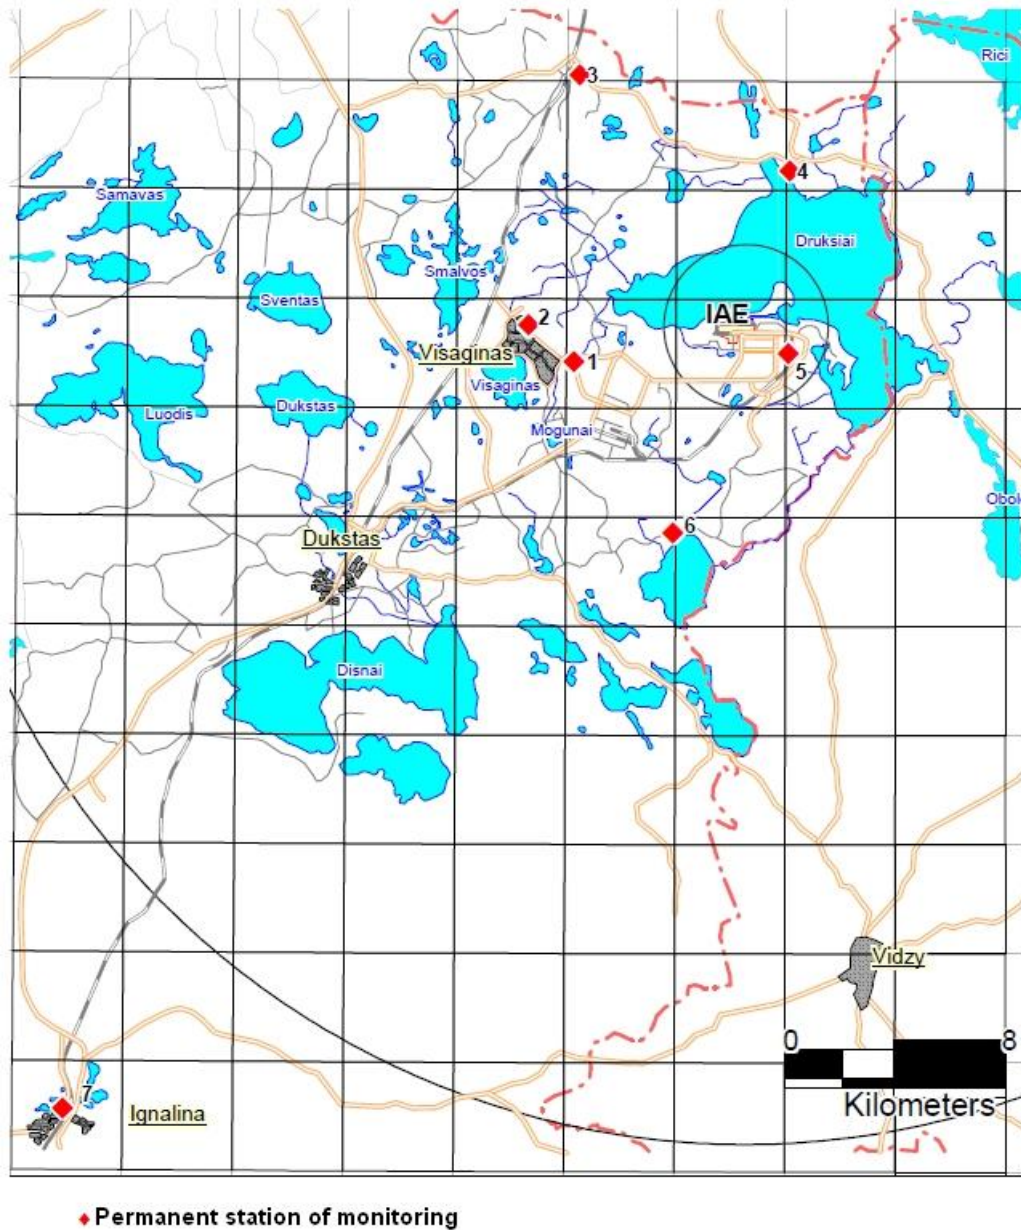 Rici
3
4
Samavas
Druksiai
Smalvos
Sventas
IAE
2
Visaginas
1
5
Visaginas
Dukstas
Luodis
Mogunai
6
Dukstas
Disnai
Vidzy
0 8
Kilometers
7
Ignalina
Permanent station of monitoring